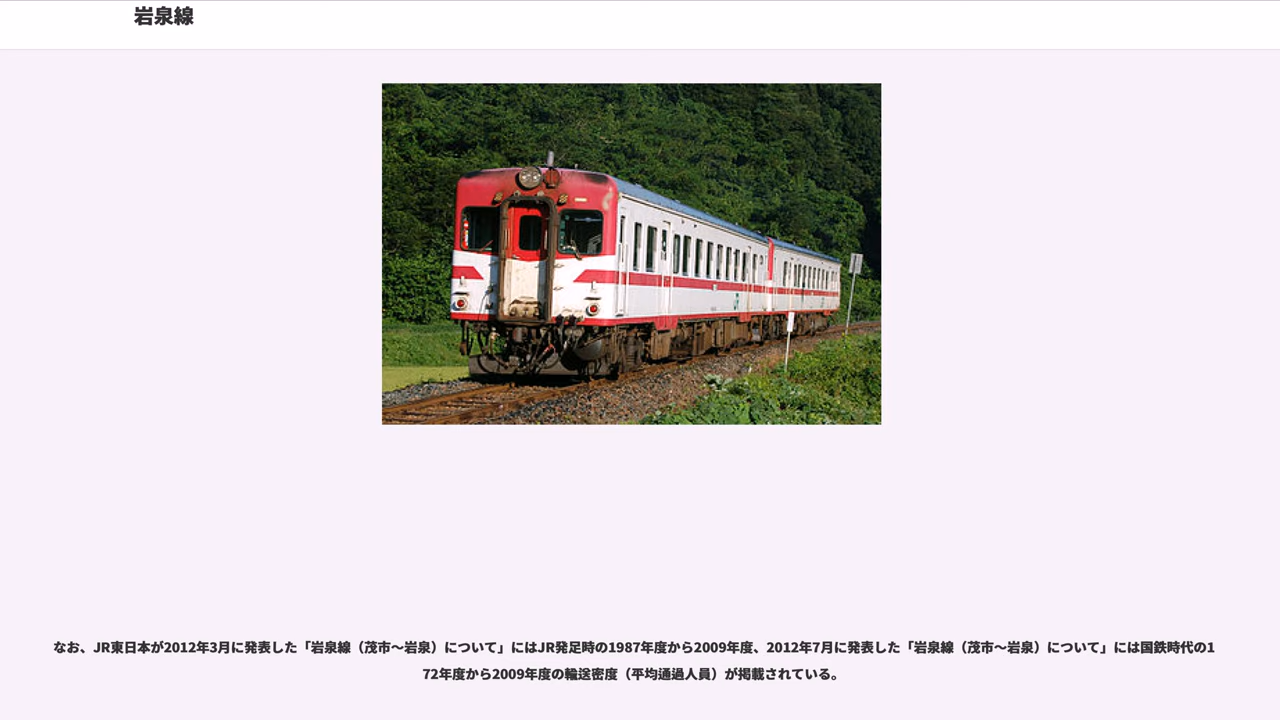 岩泉線
なお、JR東日本が2012年3月に発表した「岩泉線（茂市〜岩泉）について」にはJR発足時の1987年度から2009年度、2012年7月に発表した「岩泉線（茂市〜岩泉）について」には国鉄時代の1
72年度から2009年度の輸送密度（平均通過人員）が掲載されている。